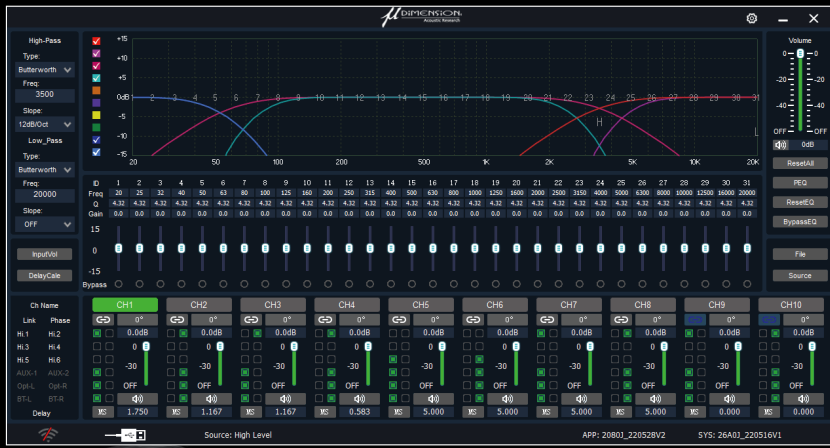 μ DIMENSION.
Acoustic Research
High-Pass
Type:
Butterworth
Freq:
3500
Slope:
12dB/Oct
Low_Pass
Type:
Butterworth
Freq:
20000
Slope:
OFF
InputVol
DelayCale
+15
+10
+5
0dB
-5
-10
-15
1 2 3 4 5 6 7 8 9 10 11 12 13 14 15 16 17 18 19 20 21 22 23 24 25 26 27 28 29 30 31
H
L
20 50 100 200 500 1K 2K 5K 10K 20K
Volume
0 0
-20 -20
-40 -40
OFF OFF
0dB
ResetAll
PEQ
ResetEQ
BypassEQ
File
Source
ID 1 2 3 4 5 6 7 8 9 10 11 12 13 14 15 16 17 18 19 20 21 22 23 24 25 26 27 28 29 30 31
Freq 20 25 32 40 50 63 80 100 125 160 200 250 315 400 500 630 800 1000 1250 1600 2000 2500 3150 4000 5000 6300 8000 10000 12500 16000 20000
Q 4.32 4.32 4.32 4.32 4.32 4.32 4.32 4.32 4.32 4.32 4.32 4.32 4.32 4.32 4.32 4.32 4.32 4.32 4.32 4.32 4.32 4.32 4.32 4.32 4.32 4.32 4.32 4.32 4.32 4.32 4.32
Gain 0.0 0.0 0.0 0.0 0.0 0.0 0.0 0.0 0.0 0.0 0.0 0.0 0.0 0.0 0.0 0.0 0.0 0.0 0.0 0.0 0.0 0.0 0.0 0.0 0.0 0.0 0.0 0.0 0.0 0.0 0.0
15
0
-15
Bypass
Ch Name CH1 CH2 CH3 CH4 CH5 CH6 CH7 CH8 CH9 CH10
Link Phase 0° 0° 0° 0° 0° 0° 0° 0° 0° 0°
Hi.1 Hi.2 0.0dB 0.0dB 0.0dB 0.0dB 0.0dB 0.0dB 0.0dB 0.0dB 0.0dB 0.0dB
Hi.3 Hi.4 0 0 0 0 0 0 0 0 0 0
Hi.5 Hi.6 -30 -30 -30 -30 -30 -30 -30 -30 -30 -30
AUX-1 AUX-2
Opt-L Opt-R OFF OFF OFF OFF OFF OFF OFF OFF OFF OFF
BT-L BT-R
Delay MS 1.750 MS 1.167 MS 1.167 MS 0.583 MS 5.000 MS 5.000 MS 5.000 MS 5.000 MS 0.000 MS 0.000
Source: High Level
APP: 2080J_220528V2
SYS: 26A0J_220516V1